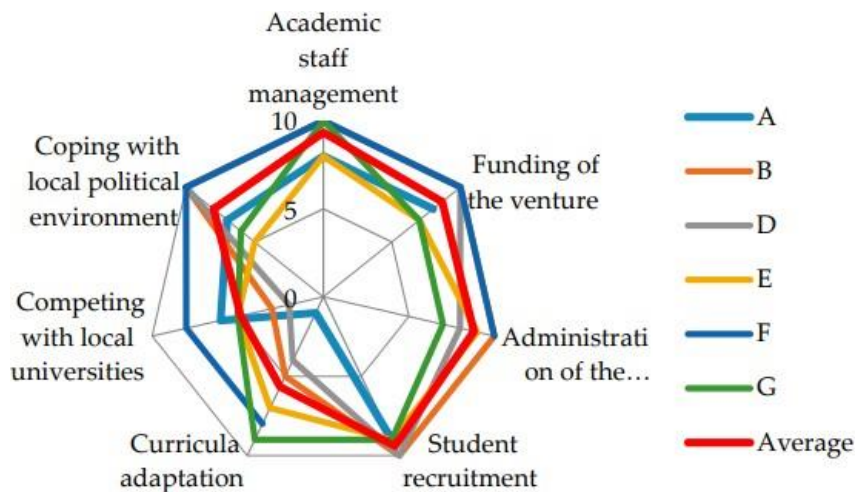 Academic
staff
management
10
5
0
Funding of
the venture
Administrati
on of the…
Student
recruitment
Curricula
adaptation
Competing
with local
universities
Coping with
local political
environment
A
B
D
E
F
G
Average